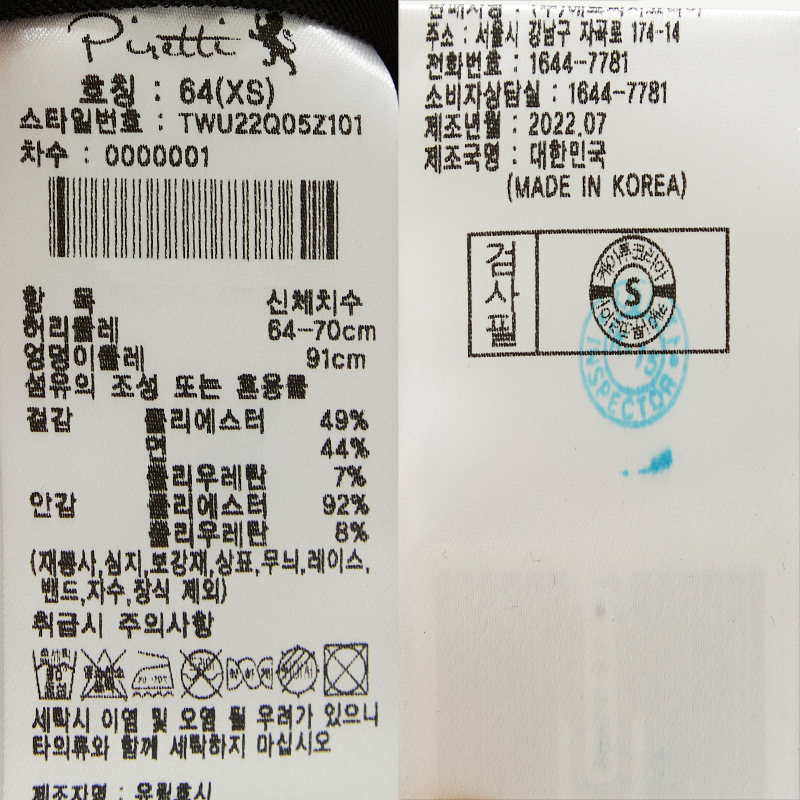 Piretti
호칭 : 64(XS)
스타일번호 : TWU22Q05Z101
차수 : 0000001
항 목 신체치수
허리둘레 64-70cm
엉덩이둘레 91cm
섬유의 조성 또는 혼용률
겉감 폴리에스터 49%
면 44%
폴리우레탄 7%
안감 폴리에스터 92%
폴리우레탄 8%
(재봉사,심지,보강재,상표,무늬,레이스,
밴드,자수,장식 제외)
취급시 주의사항
세탁시 이염 및 오염 될 우려가 있으니
타의류와 함께 세탁하지 마십시오
제조자명 :
주소 : 서울시 강남구 자곡로 174-14
전화번호 : 1644-7781
소비자상담실 : 1644-7781
제조년월 : 2022.07
제조국명 : 대한민국
(MADE IN KOREA)
검사필
S
INSPECTOR